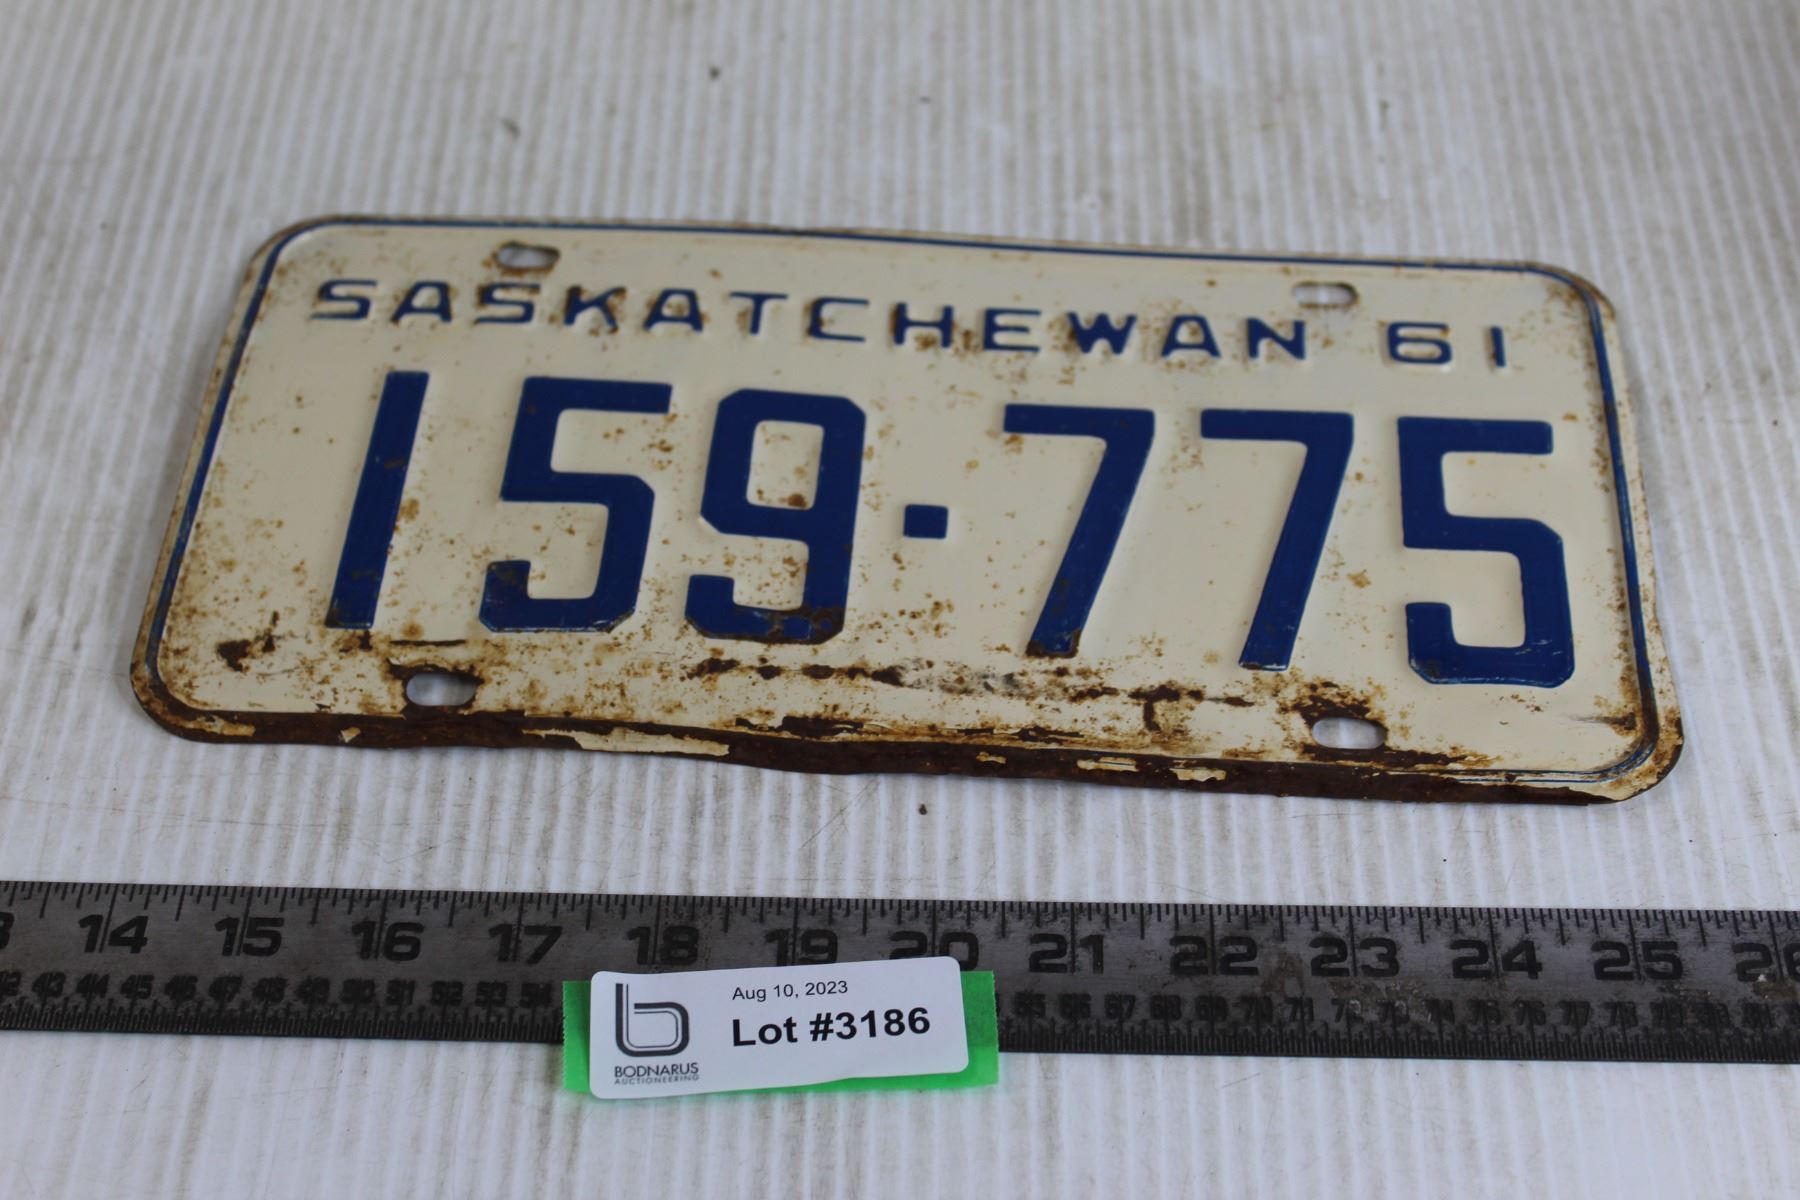 SASKATCHEWAN 61
159·775
14 15 16 17 18 19 20 21 22 23 24 25
Aug 10, 2023
Lot #3186
BODNARUS
AUCTIONEERING